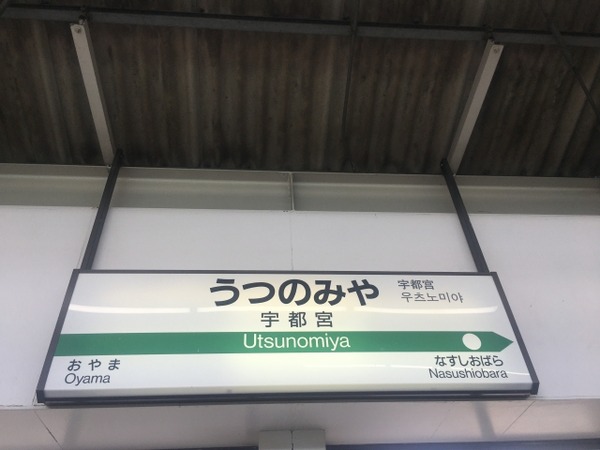 うつのみや
宇都宮
宇都宮
우츠노미야
Utsunomiya
おやま
Oyama
なすしおばら
Nasushiobara